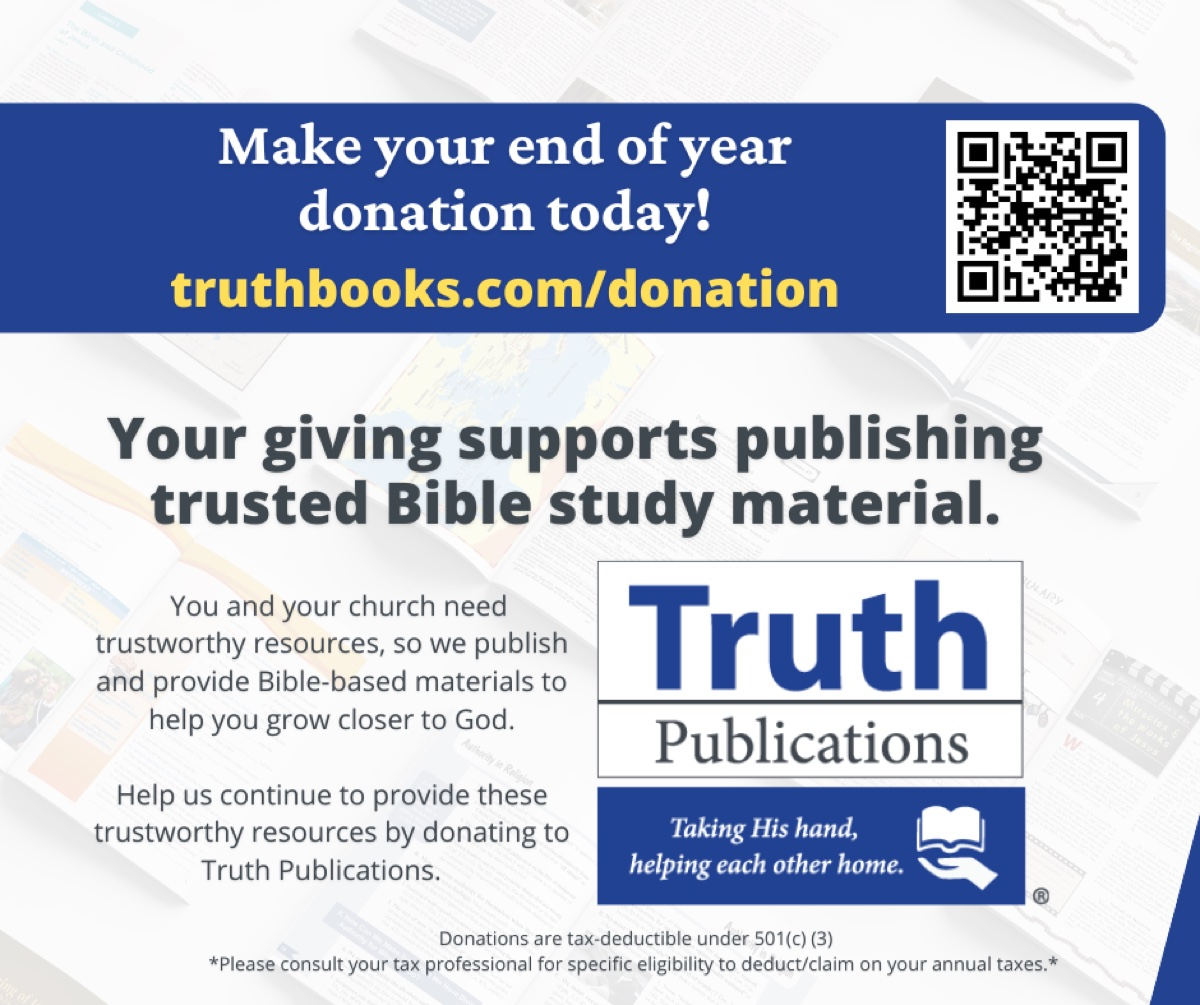 Make your end of year
donation today!
truthbooks.com/donation
Your giving supports publishing
trusted Bible study material.
You and your church need
trustworthy resources, so we publish
and provide Bible-based materials to
help you grow closer to God.
Help us continue to provide these
trustworthy resources by donating to
Truth Publications.
Truth
Publications
Taking His hand,
helping each other home.
®
Donations are tax-deductible under 501(c) (3)
*Please consult your tax professional for specific eligibility to deduct/claim on your annual taxes.*
Authority in Religion